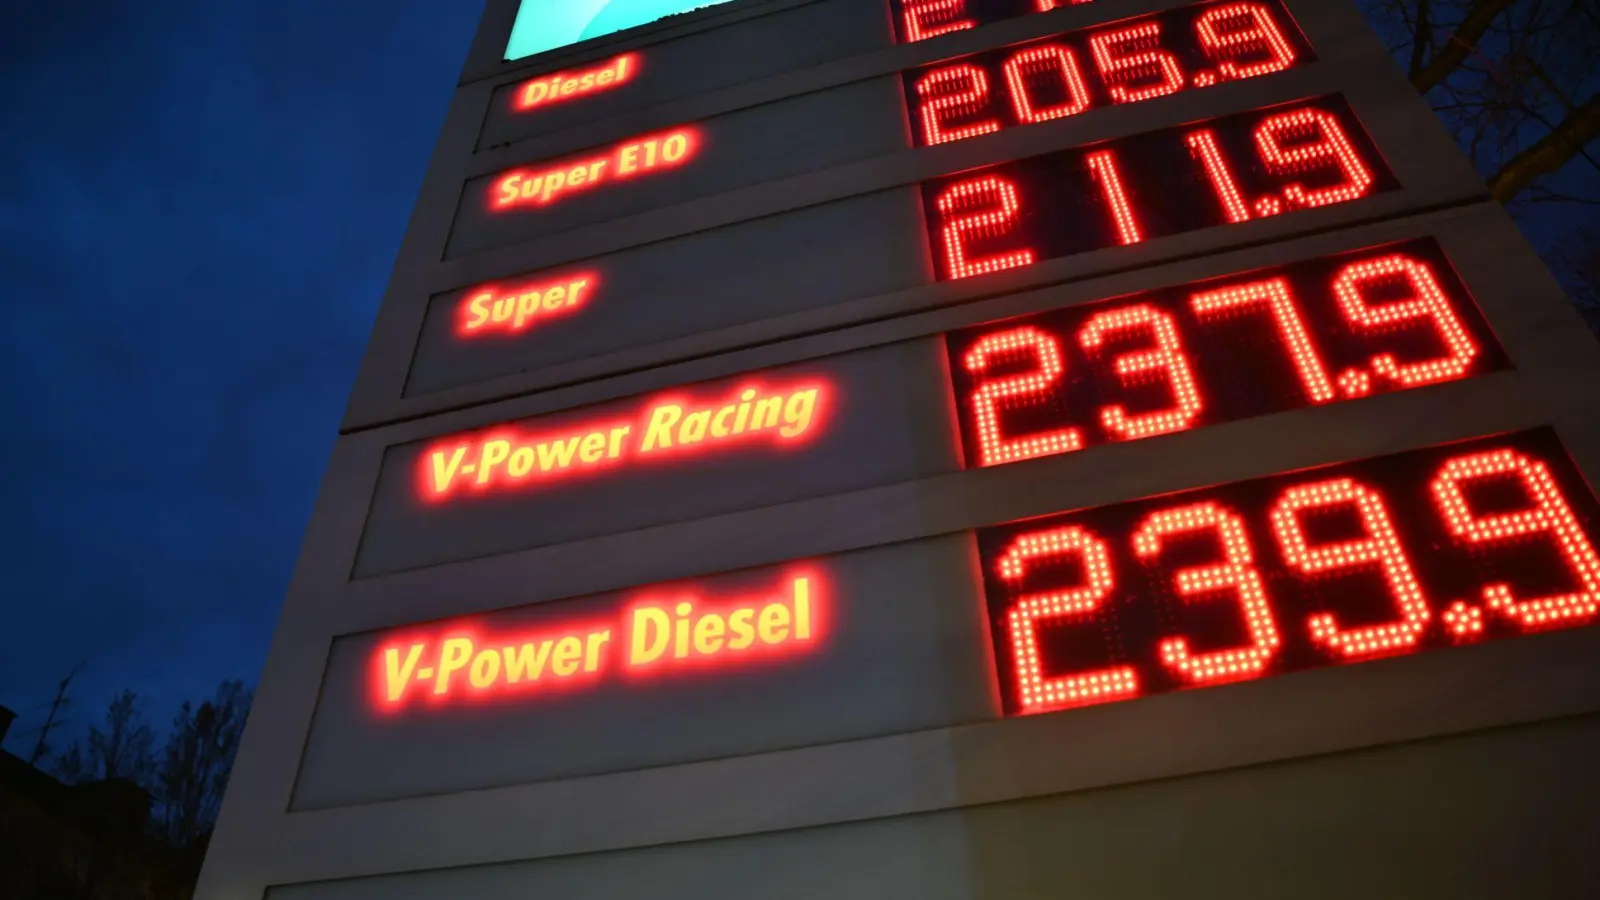 Diesel
Super E10 205.9
Super 211.9
V-Power Racing 237.9
V-Power Diesel 239.9